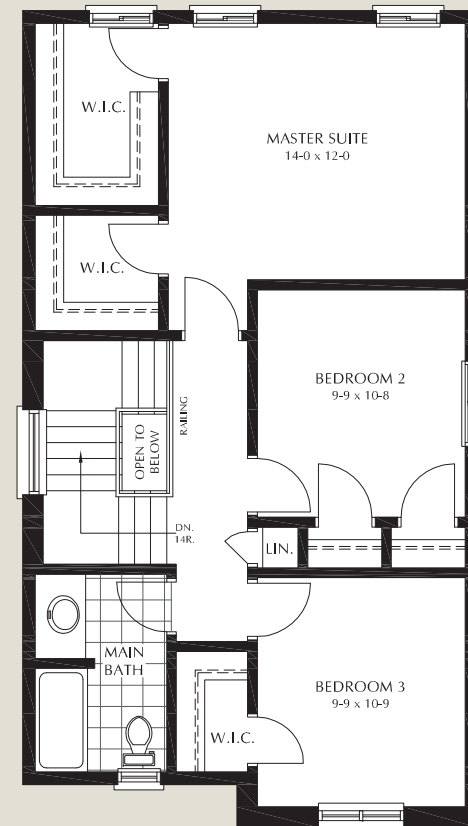 W.I.C.
MASTER SUITE
14-0 x 12-0
W.I.C.
BEDROOM 2
9-9 x 10-8
RAILING
OPEN TO
BELOW
DN.
14R.
LIN.
MAIN
BATH
BEDROOM 3
9-9 x 10-9
W.I.C.